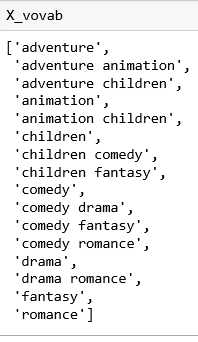 X_vovab
['adventure',
'adventure animation',
'adventure children',
'animation',
'animation children',
'children',
'children comedy',
'children fantasy',
'comedy',
'comedy drama',
'comedy fantasy',
'comedy romance',
'drama',
'drama romance',
'fantasy',
'romance']